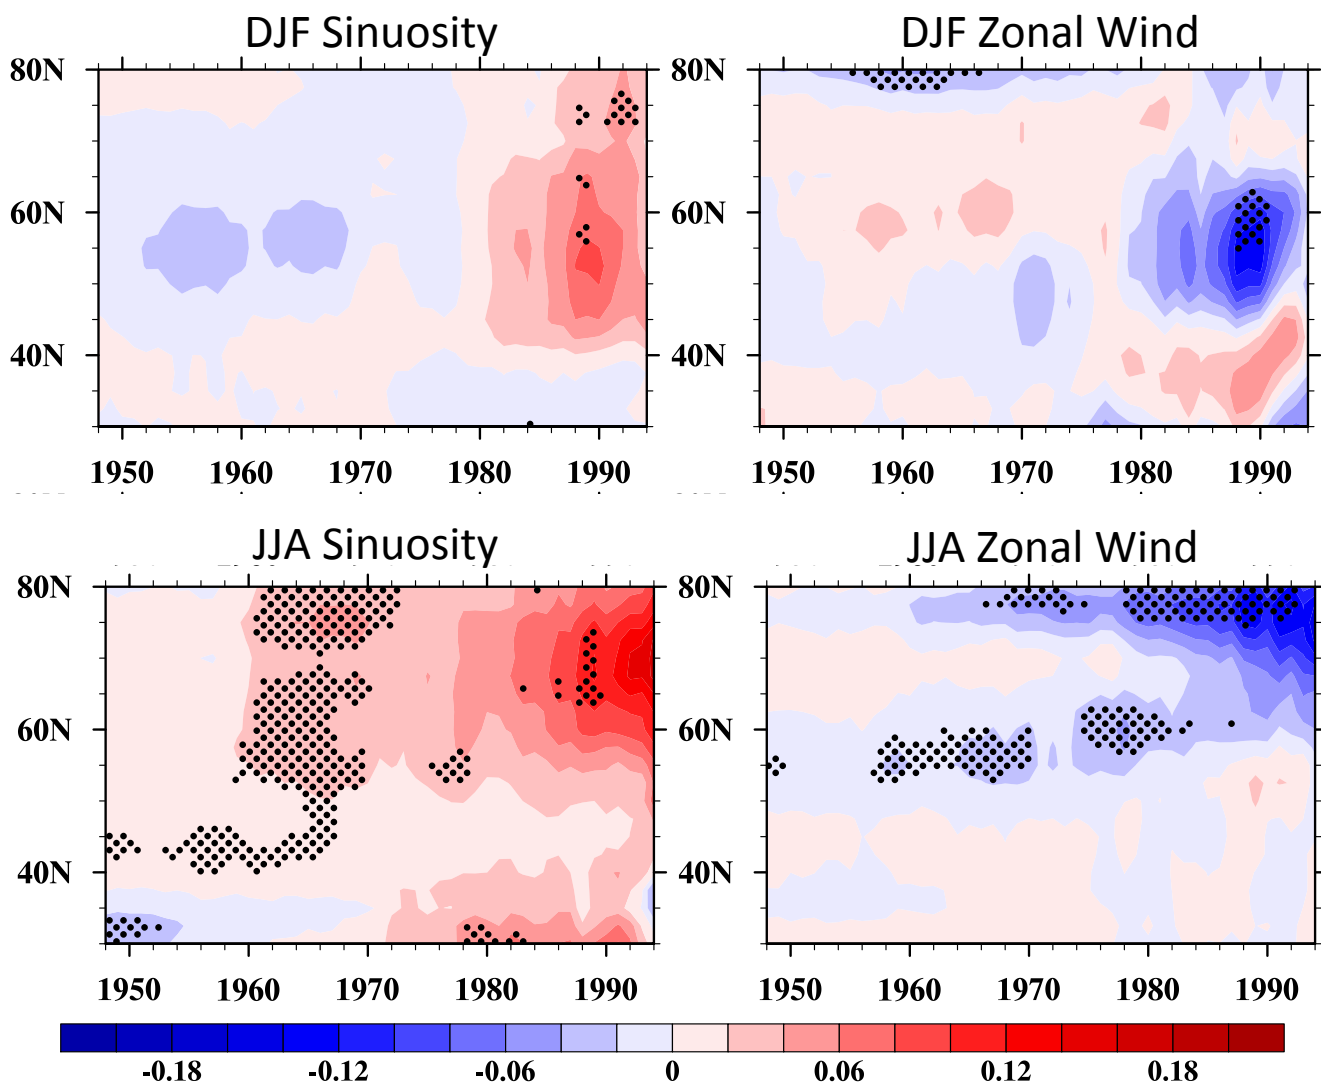 DJF Sinuosity
DJF Zonal Wind
80N
60N
40N
80N
60N
40N
1950 1960 1970 1980 1990
1950 1960 1970 1980 1990
JJA Sinuosity
JJA Zonal Wind
80N
60N
40N
80N
60N
40N
1950 1960 1970 1980 1990
1950 1960 1970 1980 1990
-0.18 -0.12 -0.06 0 0.06 0.12 0.18